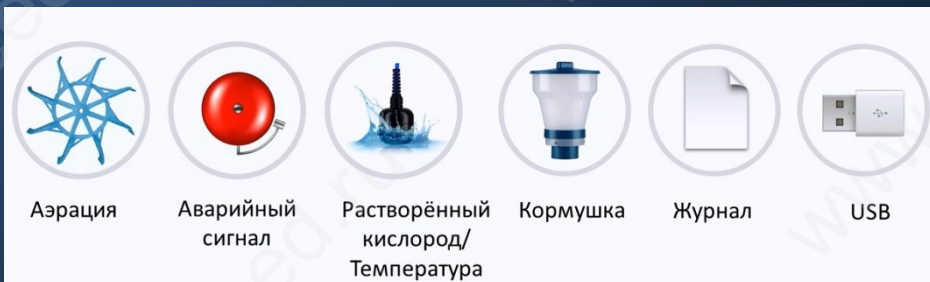 Аэрация
Аварийный
сигнал
Растворённый
кислород/
Температура
Кормушка
Журнал
USB